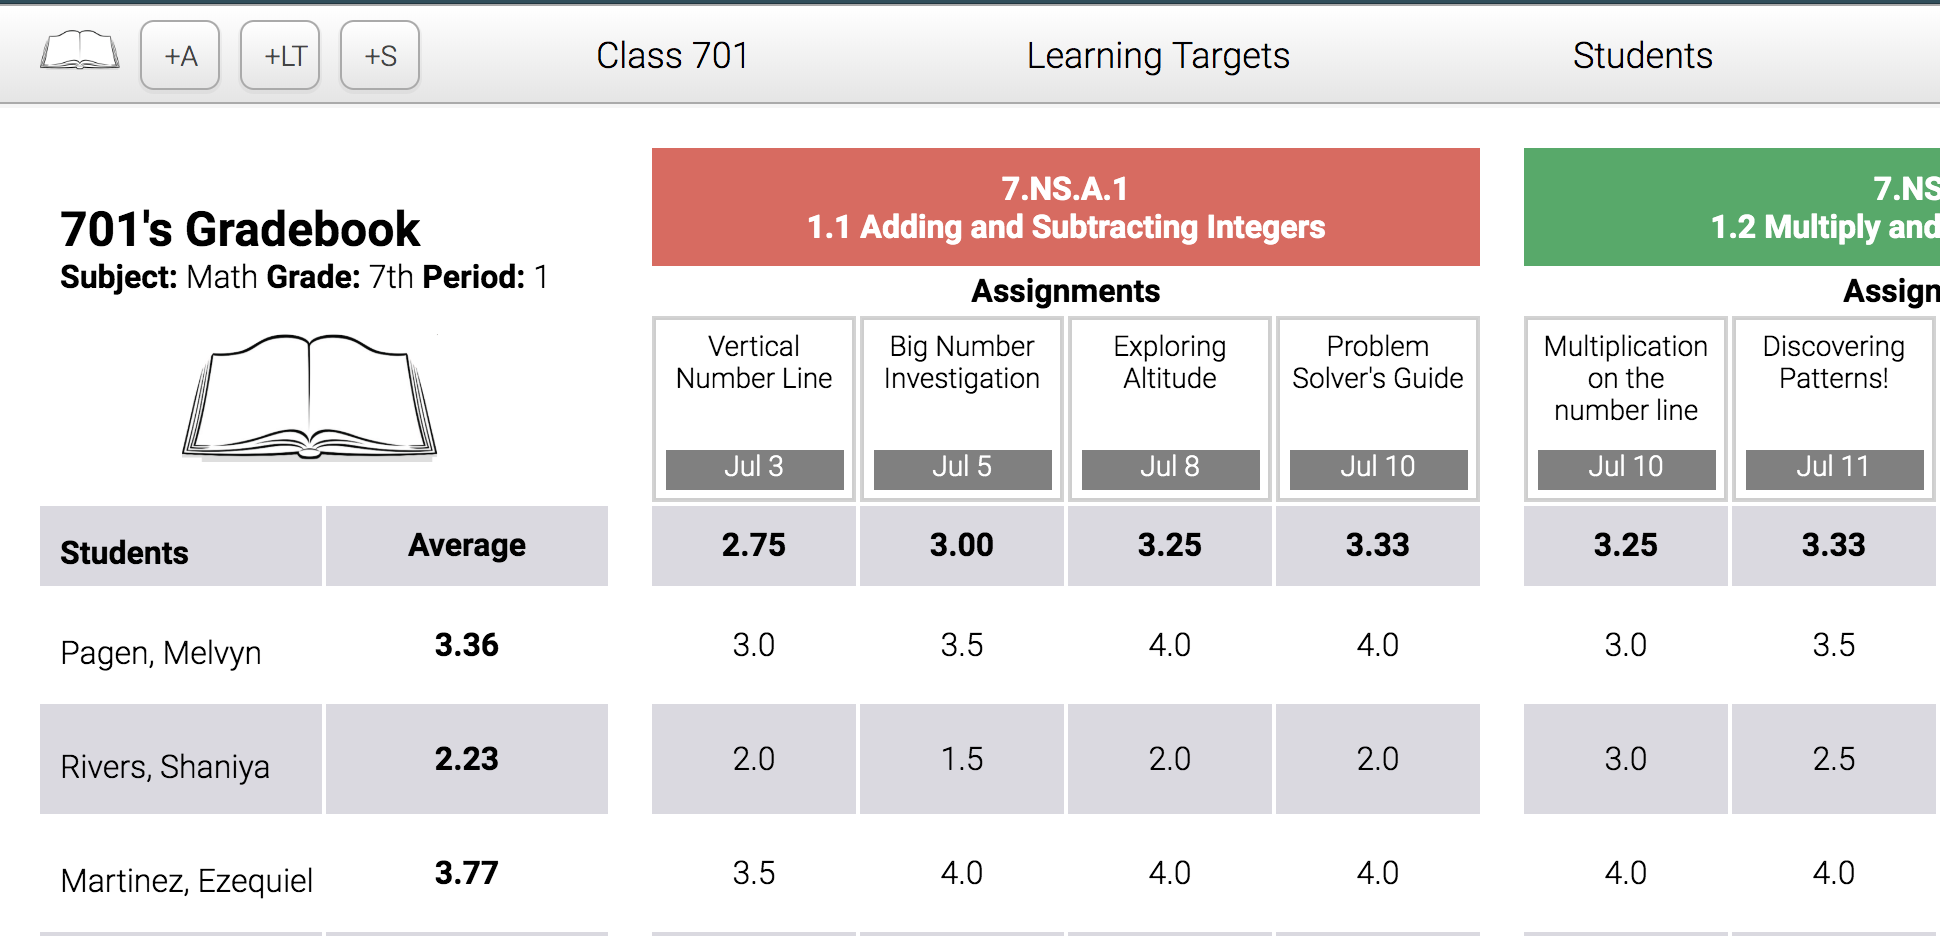 +A +LT +S Class 701 Learning Targets Students
701's Gradebook
Subject: Math Grade: 7th Period: 1
7.NS.A.1
1.1 Adding and Subtracting Integers
Assignments
Vertical
Number Line
Jul 3
Big Number
Investigation
Jul 5
Exploring
Altitude
Jul 8
Problem
Solver's Guide
Jul 10
7.NS
1.2 Multiply and
Assign
Multiplication
on the
number line
Jul 10
Discovering
Patterns!
Jul 11
Students Average 2.75 3.00 3.25 3.33 3.25 3.33
Pagen, Melvyn 3.36 3.0 3.5 4.0 4.0 3.0 3.5
Rivers, Shaniya 2.23 2.0 1.5 2.0 2.0 3.0 2.5
Martinez, Ezequiel 3.77 3.5 4.0 4.0 4.0 4.0 4.0